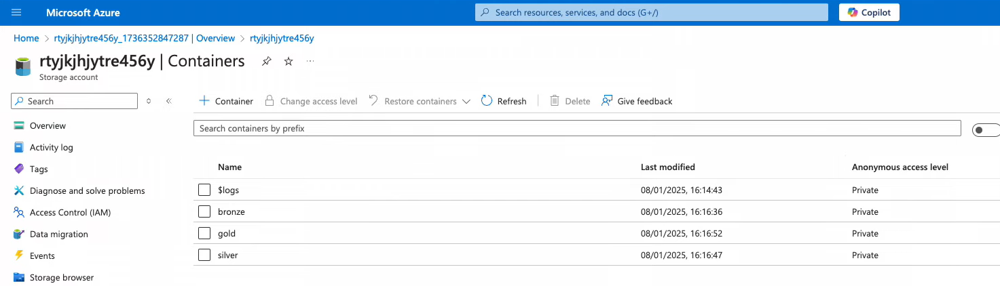 Microsoft Azure
Search resources, services, and docs (G+/)
Copilot
Home > rtyjkjhjytre456y_1736352847287 | Overview > rtyjkjhjytre456y
rtyjkjhjytre456y | Containers
Storage account
Search
Container
Change access level
Restore containers
Refresh
Delete
Give feedback
Search containers by prefix
Overview
Activity log
Tags
Diagnose and solve problems
Access Control (IAM)
Data migration
Events
Storage browser
Name Last modified Anonymous access level
$logs 08/01/2025, 16:14:43 Private
bronze 08/01/2025, 16:16:36 Private
gold 08/01/2025, 16:16:52 Private
silver 08/01/2025, 16:16:47 Private